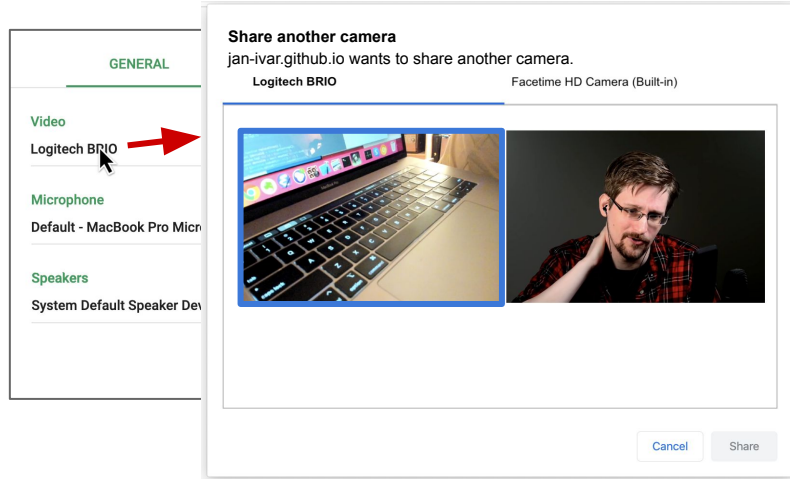 GENERAL
Video
Logitech BRIO
Microphone
Default - MacBook Pro Micr
Speakers
System Default Speaker Dev
Share another camera
jan-ivar.github.io wants to share another camera.
Logitech BRIO
Facetime HD Camera (Built-in)
Cancel
Share